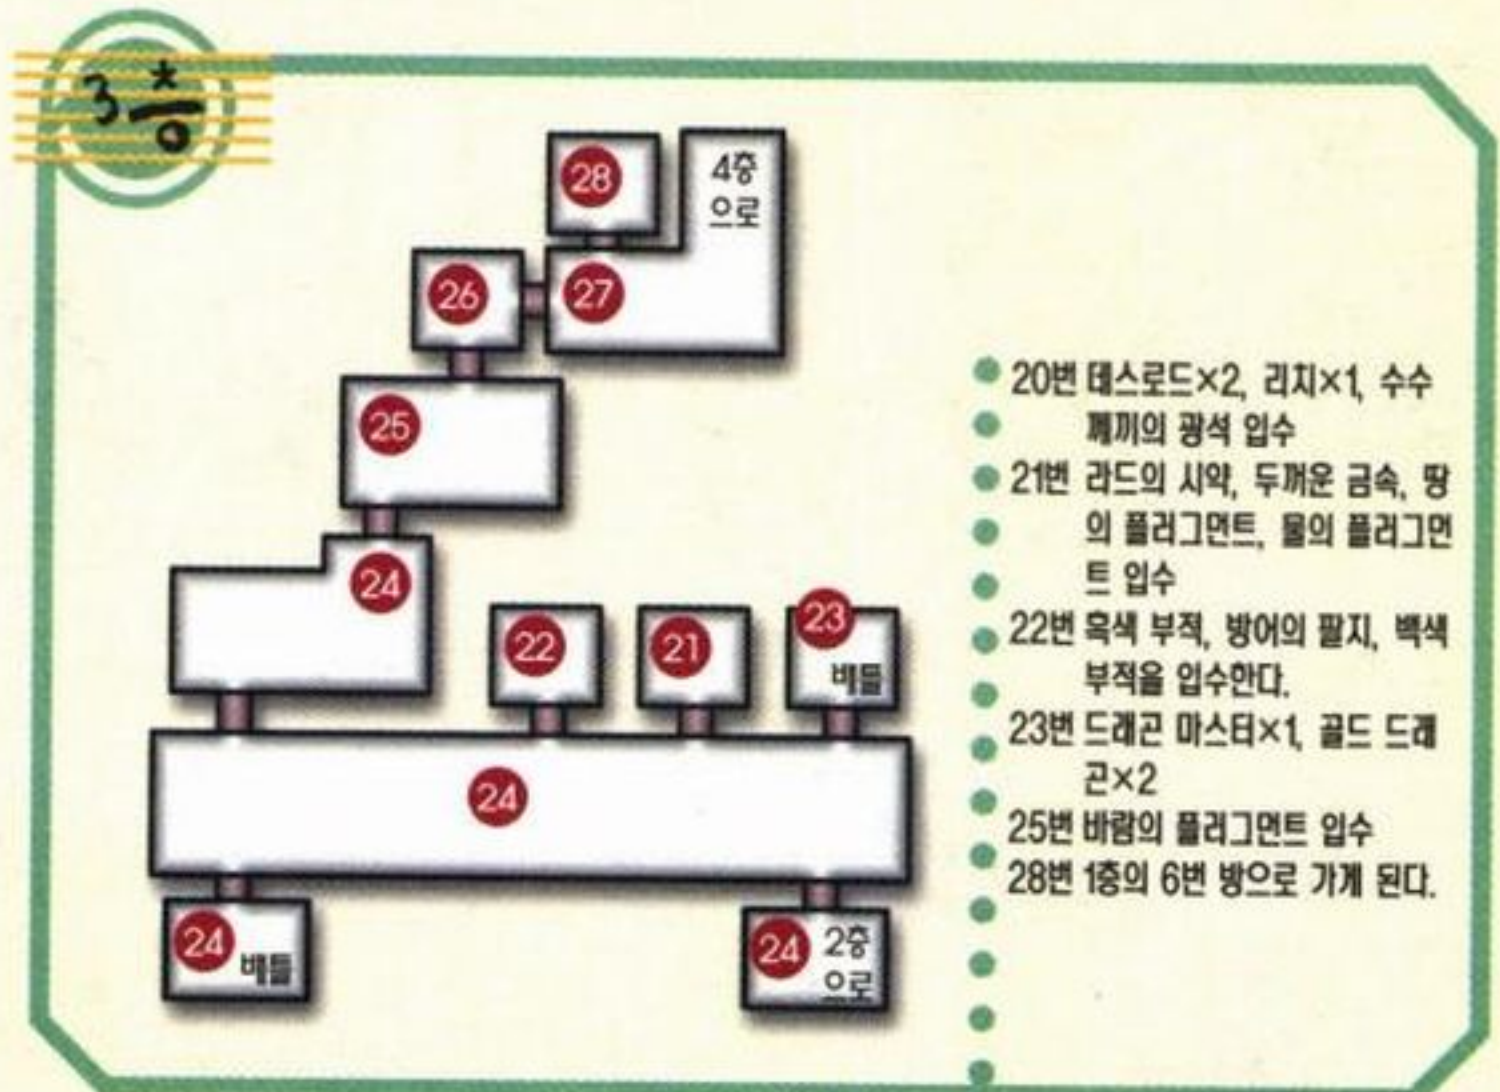 3층
28
4층
으로
26
27
25
24
22
21
23
배틀
24
24
배틀
24
2층
으로
20번 데스로드×2, 리치×1, 수수
께끼의 광석 입수
21번 라드의 시약, 두꺼운 금속, 땅
의 플러그먼트, 물의 플러그먼
트 입수
22번 흑색 부적, 방어의 팔지, 백색
부적을 입수한다.
23번 드래곤 마스터×1, 골드 드래
곤×2
25번 바람의 플러그먼트 입수
28번 1층의 6번 방으로 가게 된다.